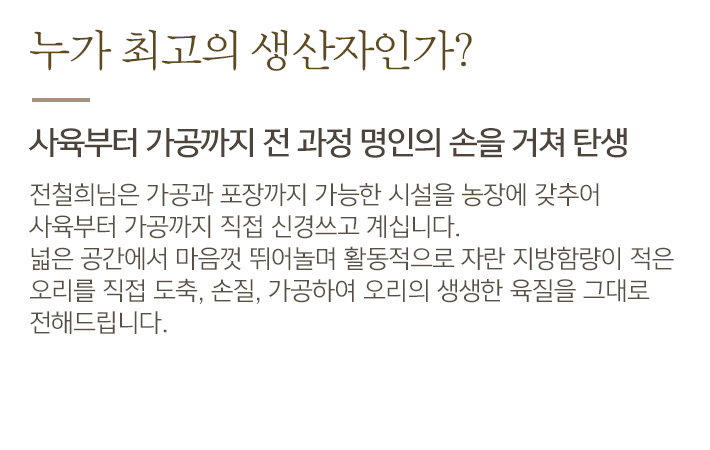 누가 최고의 생산자인가?
사육부터 가공까지 전 과정 명인의 손을 거쳐 탄생
전철희님은 가공과 포장까지 가능한 시설을 농장에 갖추어
사육부터 가공까지 직접 신경쓰고 계십니다.
넓은 공간에서 마음껏 뛰어놀며 활동적으로 자란 지방함량이 적은
오리를 직접 도축, 손질, 가공하여 오리의 생생한 육질을 그대로
전해드립니다.